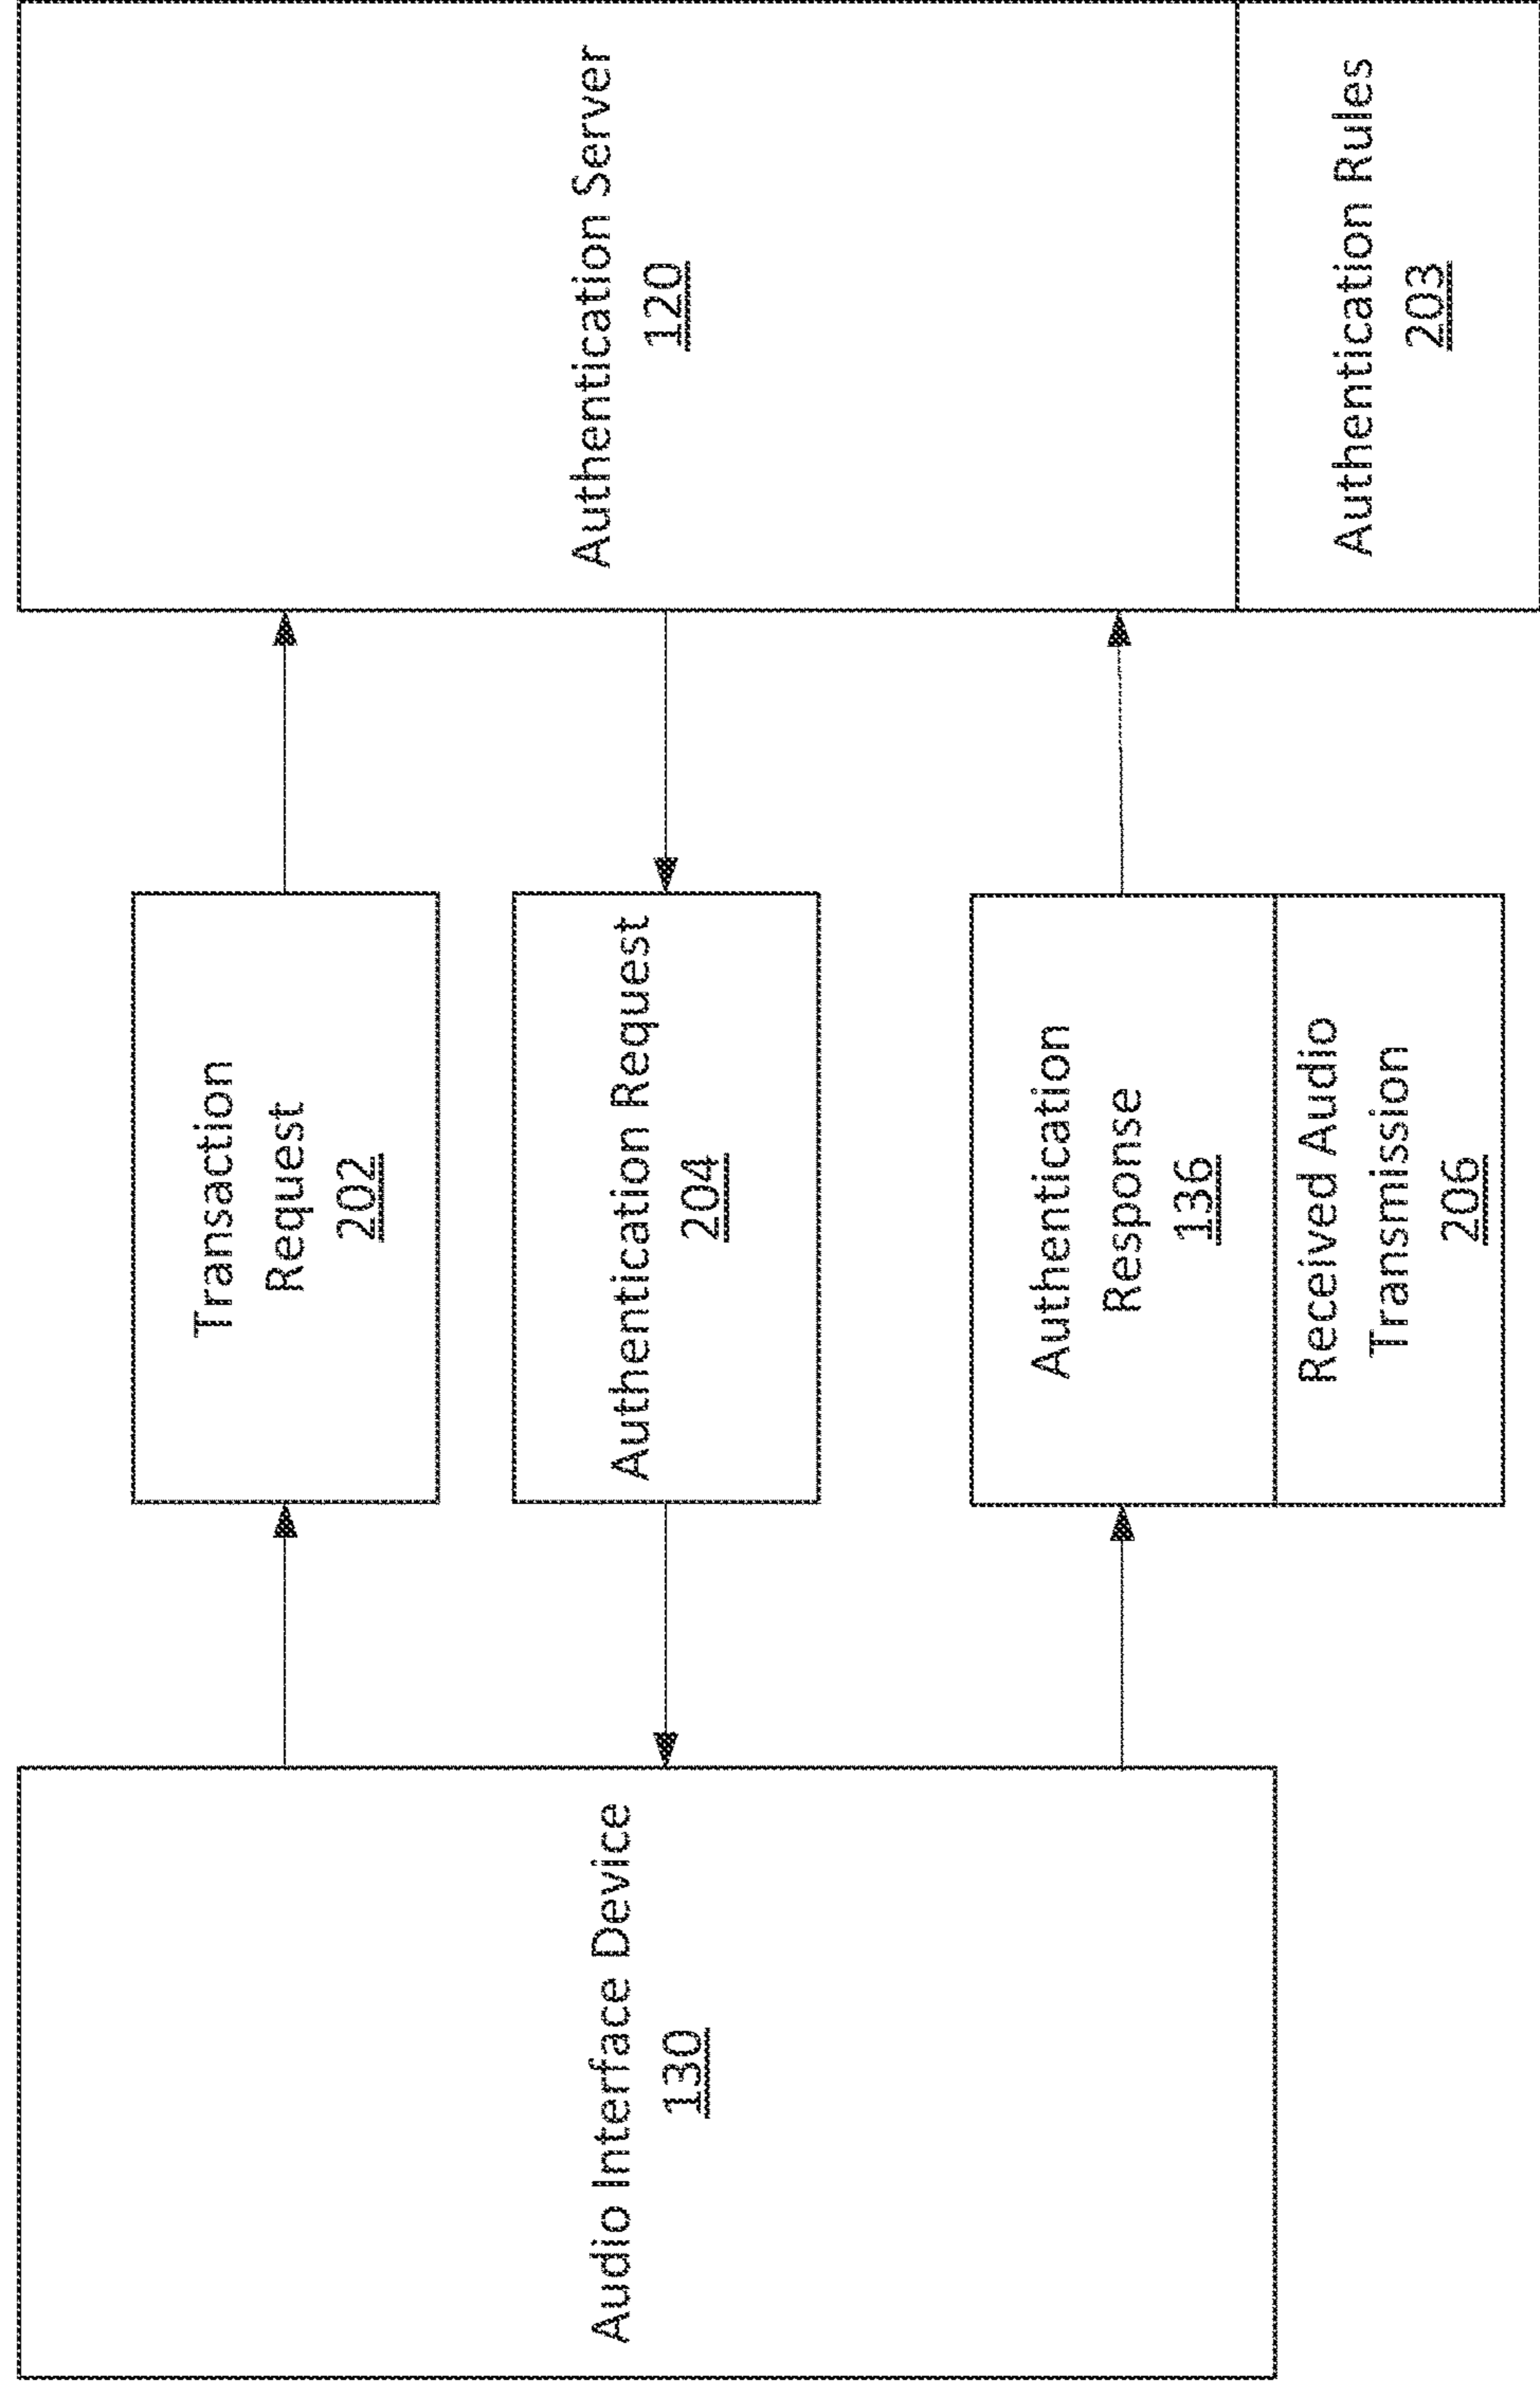 Audio Interface Device
130
Transaction
Request
202
Authentication Request
204
Authentication
Response
136
Received Audio
Transmission
206
Authentication Server
120
Authentication Rules
203